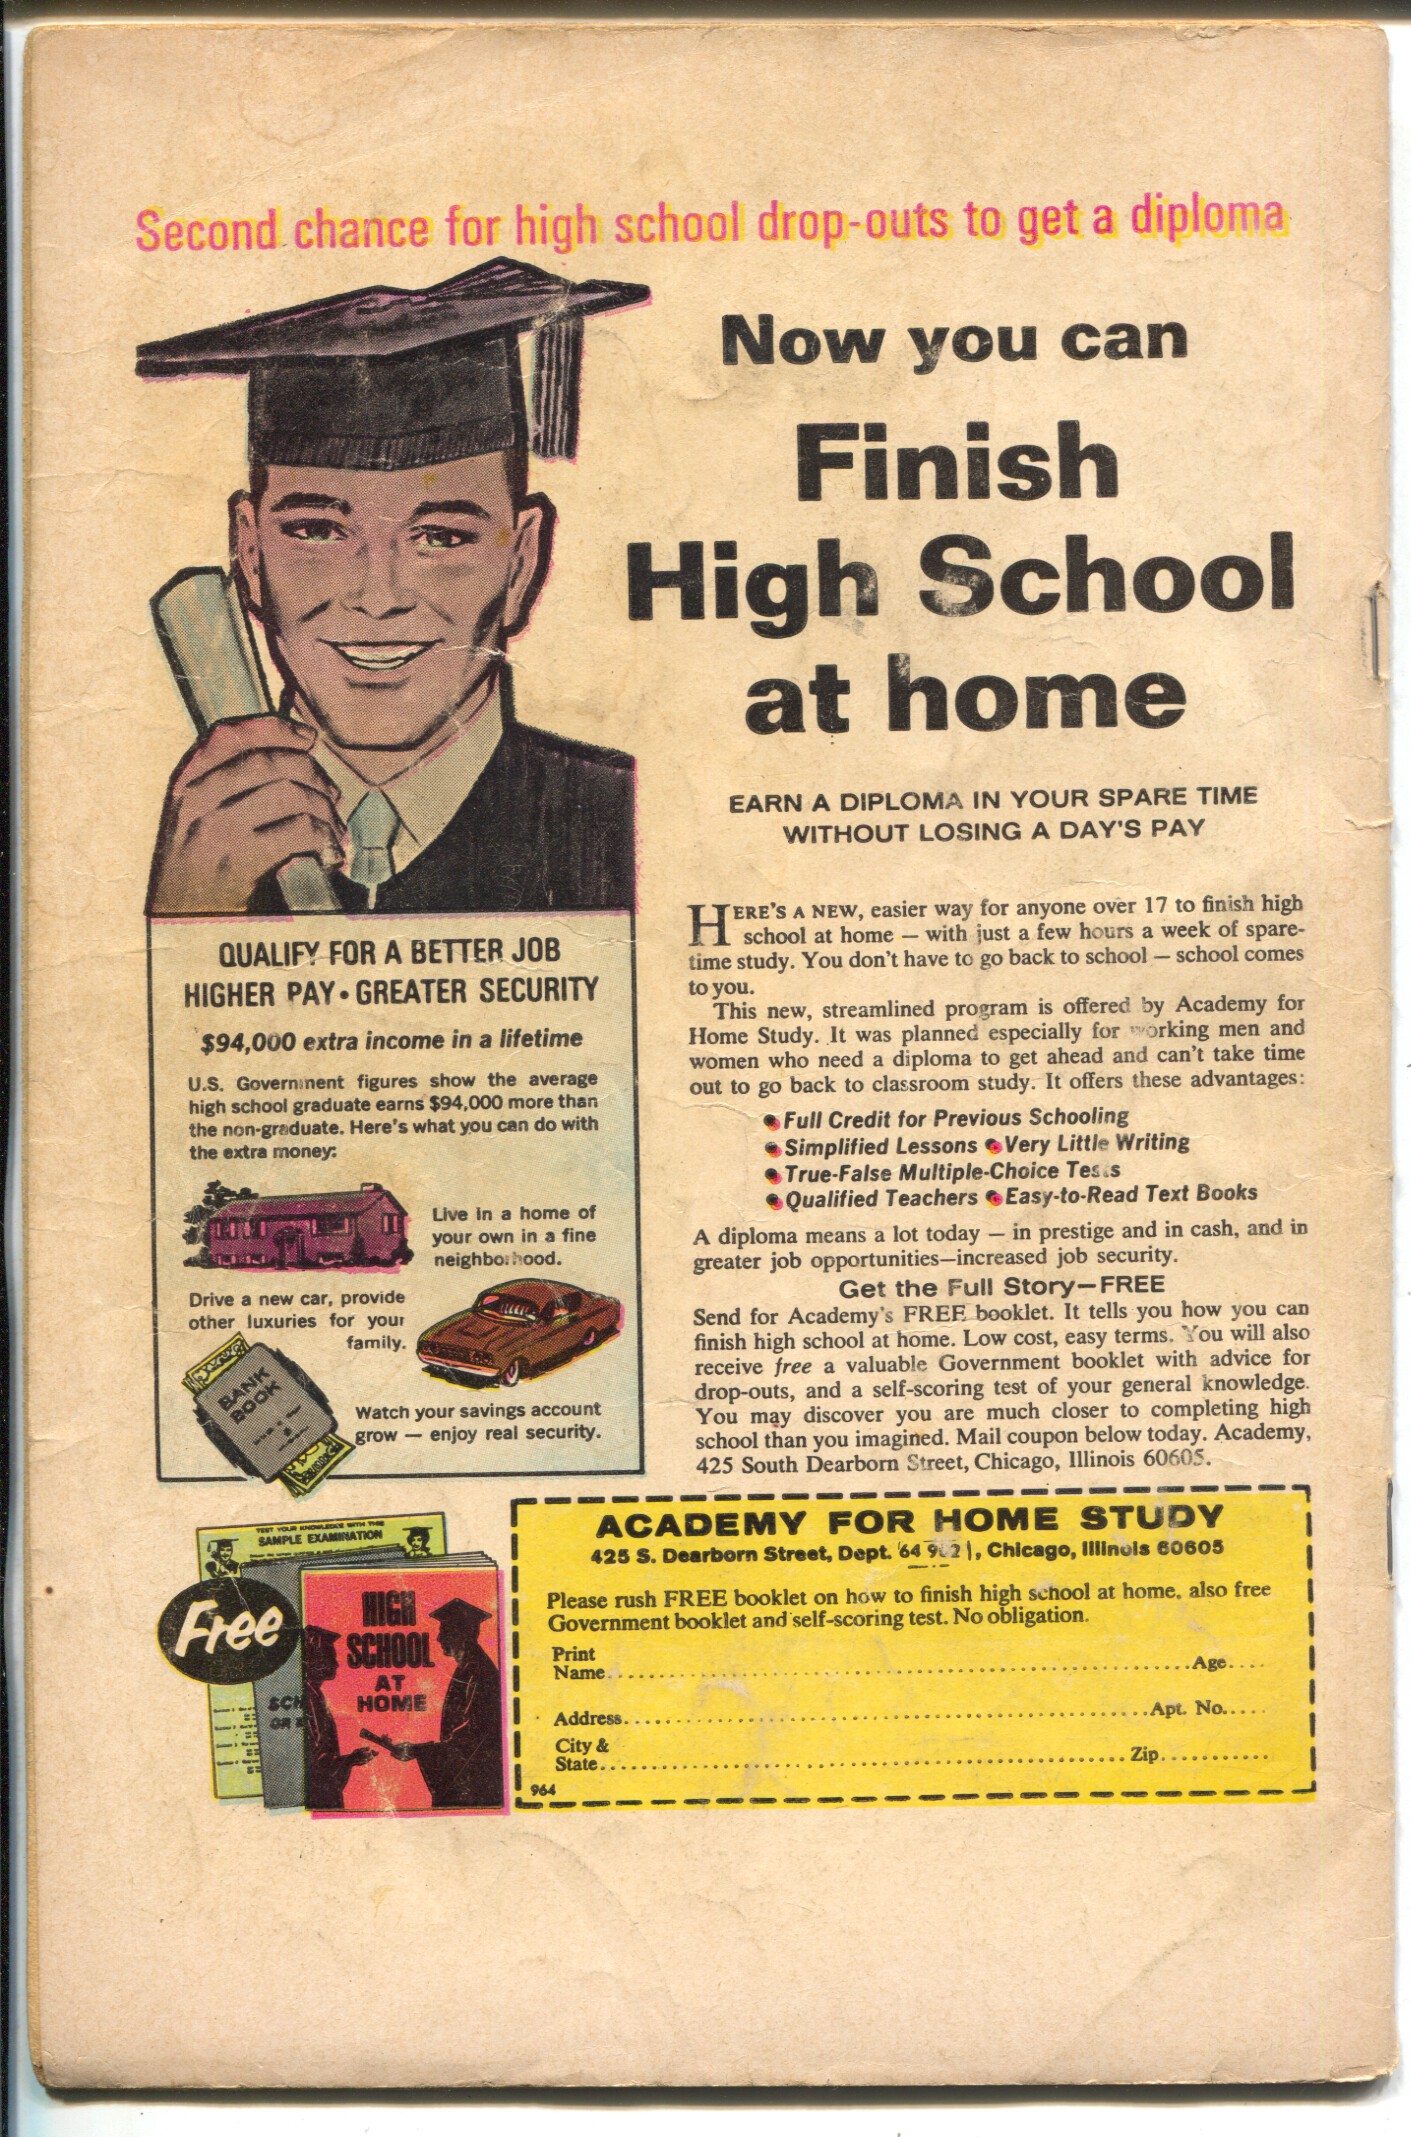 Second chance for high school drop-outs to get a diploma
Now you can
Finish
High School
at home
EARN A DIPLOMA IN YOUR SPARE TIME
WITHOUT LOSING A DAY'S PAY
HERE'S A NEW, easier way for anyone over 17 to finish high
school at home — with just a few hours a week of spare-
time study. You don't have to go back to school — school comes
to you.
This new, streamlined program is offered by Academy for
Home Study. It was planned especially for working men and
women who need a diploma to get ahead and can't take time
out to go back to classroom study. It offers these advantages:
• Full Credit for Previous Schooling
• Simplified Lessons • Very Little Writing
• True-False Multiple-Choice Tests
• Qualified Teachers • Easy-to-Read Text Books
A diploma means a lot today — in prestige and in cash, and in
greater job opportunities—increased job security.
Get the Full Story—FREE
Send for Academy's FREE booklet. It tells you how you can
finish high school at home. Low cost, easy terms. You will also
receive free a valuable Government booklet with advice for
drop-outs, and a self-scoring test of your general knowledge.
You may discover you are much closer to completing high
school than you imagined. Mail coupon below today. Academy,
425 South Dearborn Street, Chicago, Illinois 60605.
QUALIFY FOR A BETTER JOB
HIGHER PAY • GREATER SECURITY
$94,000 extra income in a lifetime
U.S. Government figures show the average
high school graduate earns $94,000 more than
the non-graduate. Here's what you can do with
the extra money:
Live in a home of
your own in a fine
neighborhood.
Drive a new car, provide
other luxuries for your
family.
BANK
BOOK
Watch your savings account
grow — enjoy real security.
TEST YOUR KNOWLEDGE WITH THIS
SAMPLE EXAMINATION
Free
HIGH
SCHOOL
AT
HOME
SCH
OR
ACADEMY FOR HOME STUDY
425 S. Dearborn Street, Dept. Chicago, Illinois 60605
Please rush FREE booklet on how to finish high school at home, also free
Government booklet and self-scoring test. No obligation.
Print
Name Age
Address Apt. No.
City &
State Zip
964